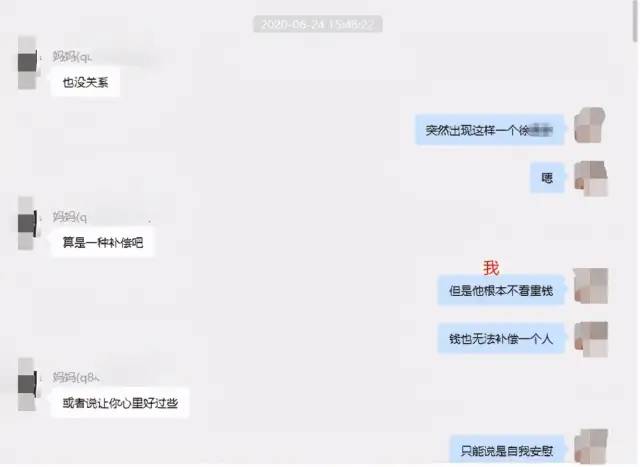 2020-06-24 15:48:22
妈妈(q
也没关系
突然出现这样一个徐
嗯
妈妈(q
算是一种补偿吧
我
但是他根本不看重钱
钱也无法补偿一个人
妈妈(q8
或者说让你心里好过些
只能说是自我安慰